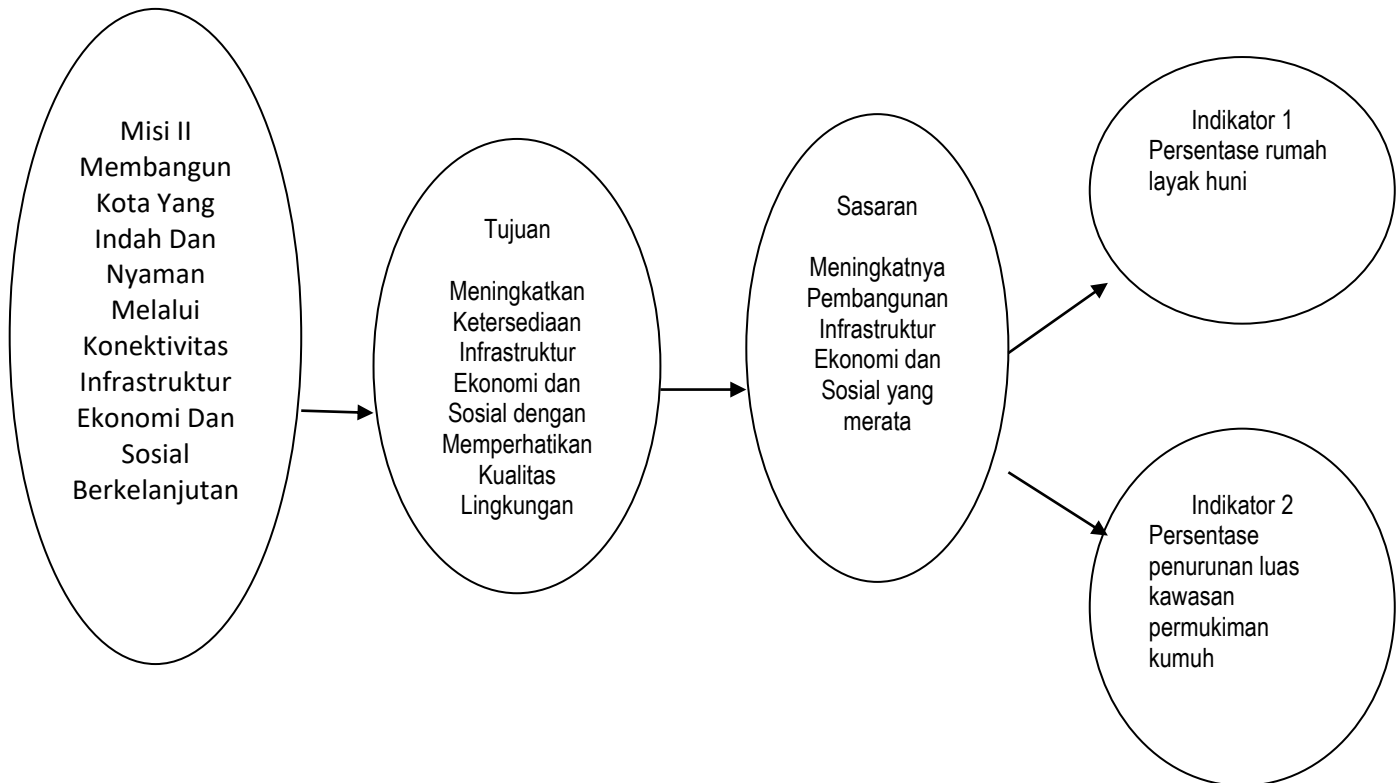 Misi II
Membangun
Kota Yang
Indah Dan
Nyaman
Melalui
Konektivitas
Infrastruktur
Ekonomi Dan
Sosial
Berkelanjutan
Tujuan
Meningkatkan
Ketersediaan
Infrastruktur
Ekonomi dan
Sosial dengan
Memperhatikan
Kualitas
Lingkungan
Sasaran
Meningkatnya
Pembangunan
Infrastruktur
Ekonomi dan
Sosial yang
merata
Indikator 1
Persentase rumah
layak huni
Indikator 2
Persentase
penurunan luas
kawasan
permukiman
kumuh